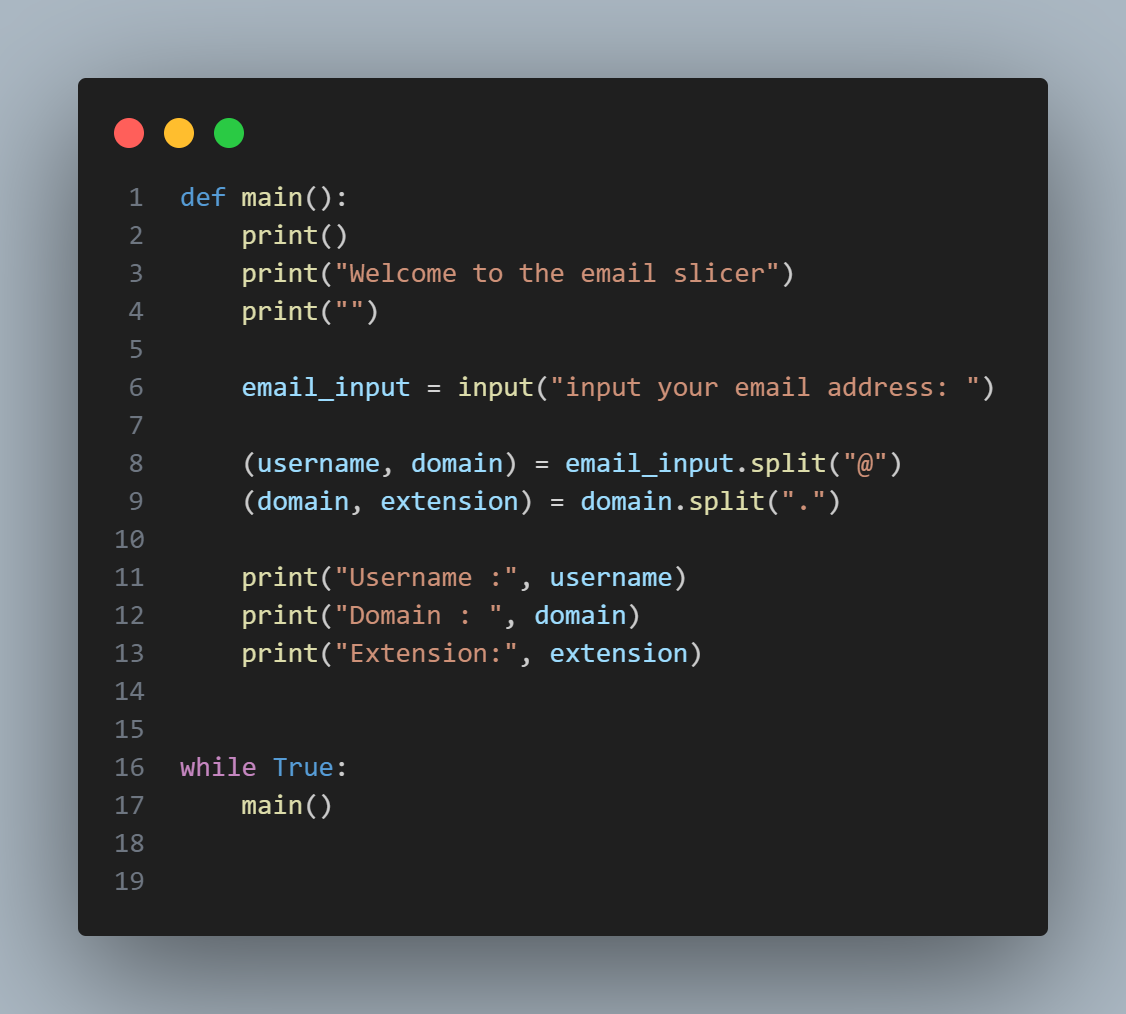 1 def main():
2     print()
3     print("Welcome to the email slicer")
4     print("")
5
6     email_input = input("input your email address: ")
7
8     (username, domain) = email_input.split("@")
9     (domain, extension) = domain.split(".")
10
11     print("Username :", username)
12     print("Domain : ", domain)
13     print("Extension:", extension)
14
15
16 while True:
17     main()
18
19